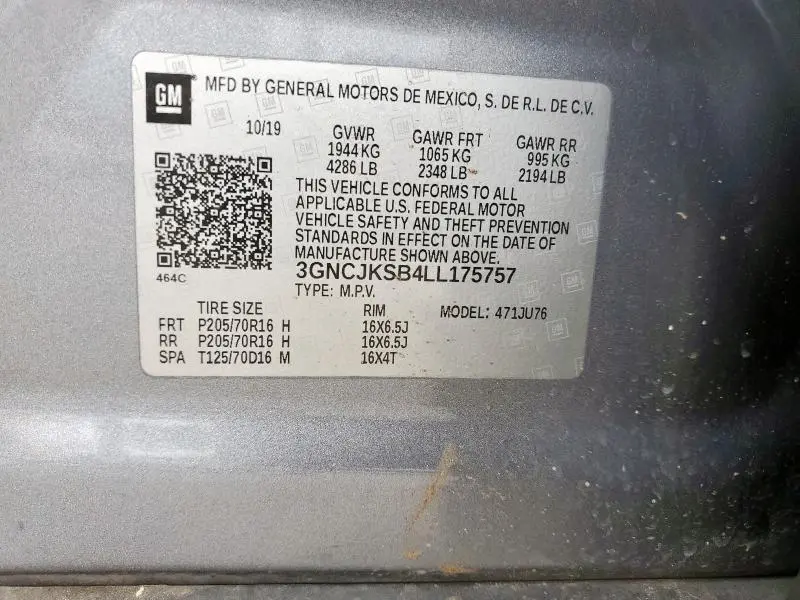 GM MFD BY GENERAL MOTORS DE MEXICO, S. DE R.L. DE C.V.
10/19 GVWR GAWR FRT GAWR RR
1944 KG 1065 KG 995 KG
4286 LB 2348 LB 2194 LB
THIS VEHICLE CONFORMS TO ALL
APPLICABLE U.S. FEDERAL MOTOR
VEHICLE SAFETY AND THEFT PREVENTION
STANDARDS IN EFFECT ON THE DATE OF
MANUFACTURE SHOWN ABOVE.
464C 3GNCJKSB4LL175757
TYPE: M.P.V.
TIRE SIZE RIM MODEL: 471JU76
FRT P205/70R16 H 16X6.5J
RR P205/70R16 H 16X6.5J
SPA T125/70D16 M 16X4T